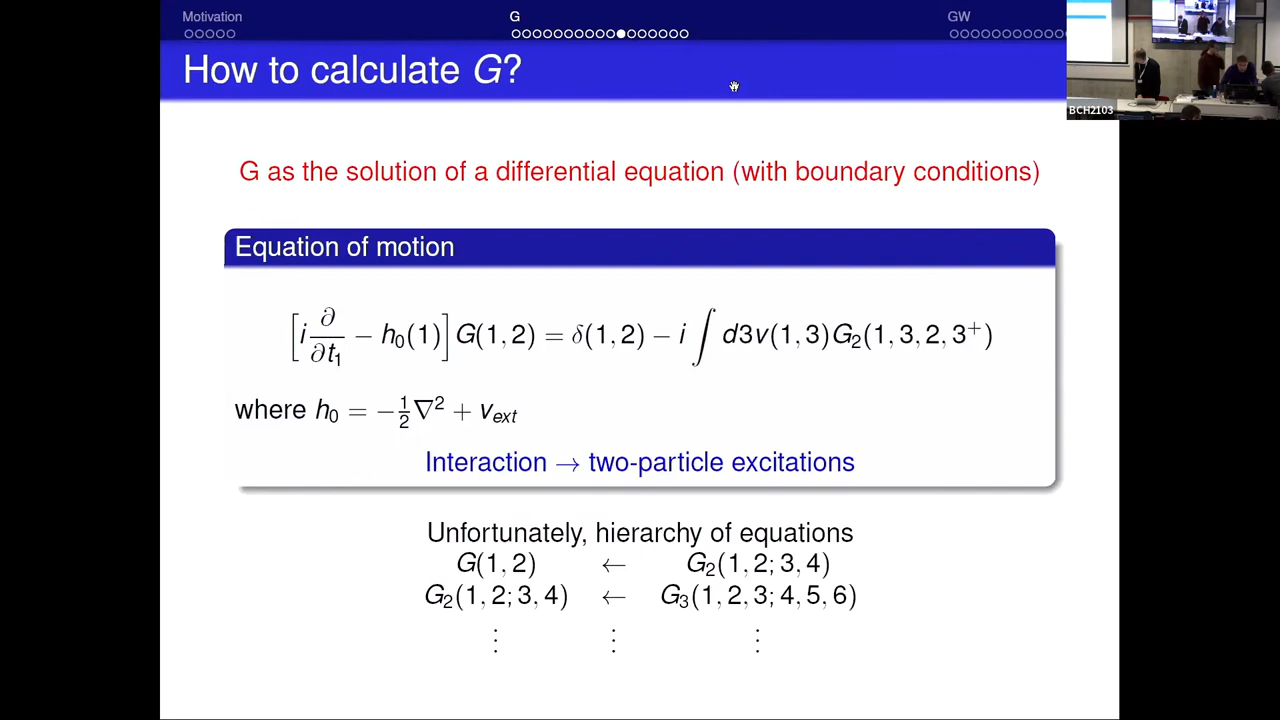 Motivation
G
GW
How to calculate G?
BCH2103
G as the solution of a differential equation (with boundary conditions)
Equation of motion
[i ∂/∂t₁ − h₀(1)] G(1, 2) = δ(1, 2) − i ∫ d3v(1, 3)G₂(1, 3, 2, 3⁺)
where h₀ = −½∇² + v_ext
Interaction → two-particle excitations
Unfortunately, hierarchy of equations
G(1, 2) ← G₂(1, 2; 3, 4)
G₂(1, 2; 3, 4) ← G₃(1, 2, 3; 4, 5, 6)
⋮ ⋮ ⋮